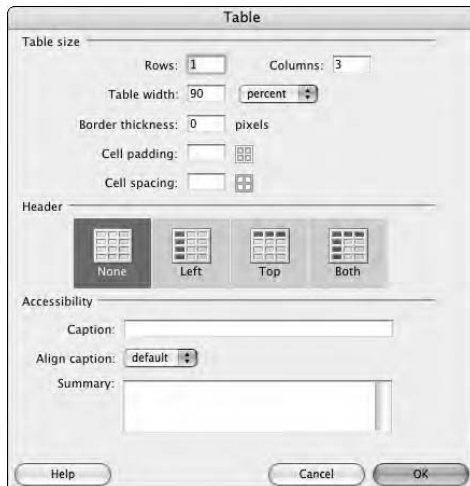 Table
Table size
Rows: 1 Columns: 3
Table width: 90 percent
Border thickness: 0 pixels
Cell padding:
Cell spacing:
Header
None Left Top Both
Accessibility
Caption:
Align caption: default
Summary:
Help Cancel OK